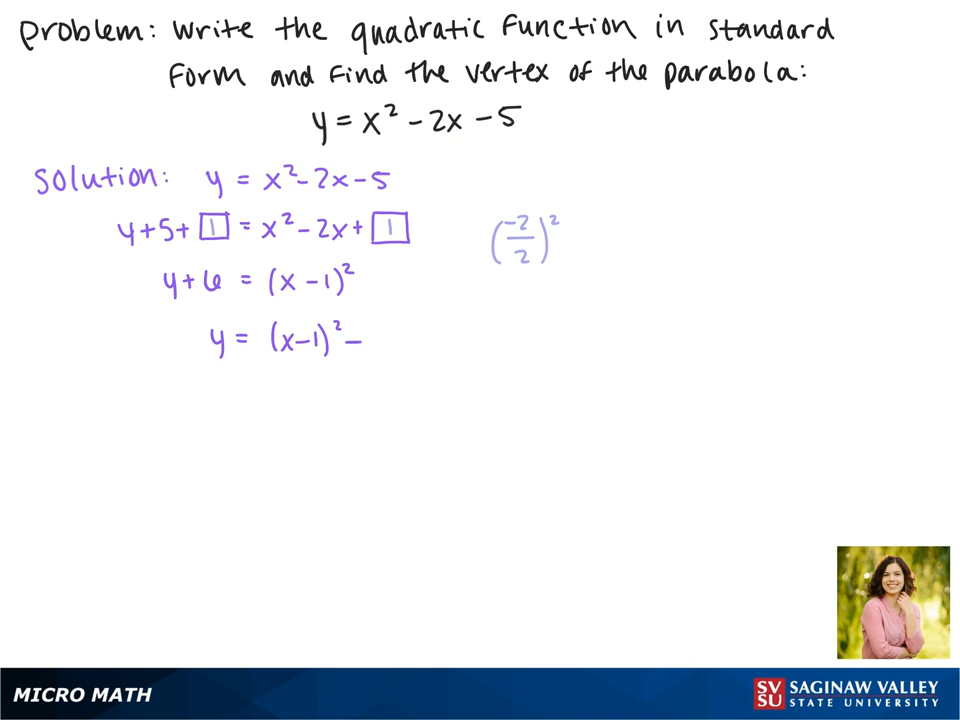 Problem: Write the quadratic function in standard
form and find the vertex of the parabola:
y = x² - 2x - 5
Solution: y = x² - 2x - 5
y + 5 + 1 = x² - 2x + 1
(-2/2)²
y + 6 = (x - 1)²
y = (x - 1)² -
MICRO MATH
SVSU SAGINAW VALLEY
STATE UNIVERSITY